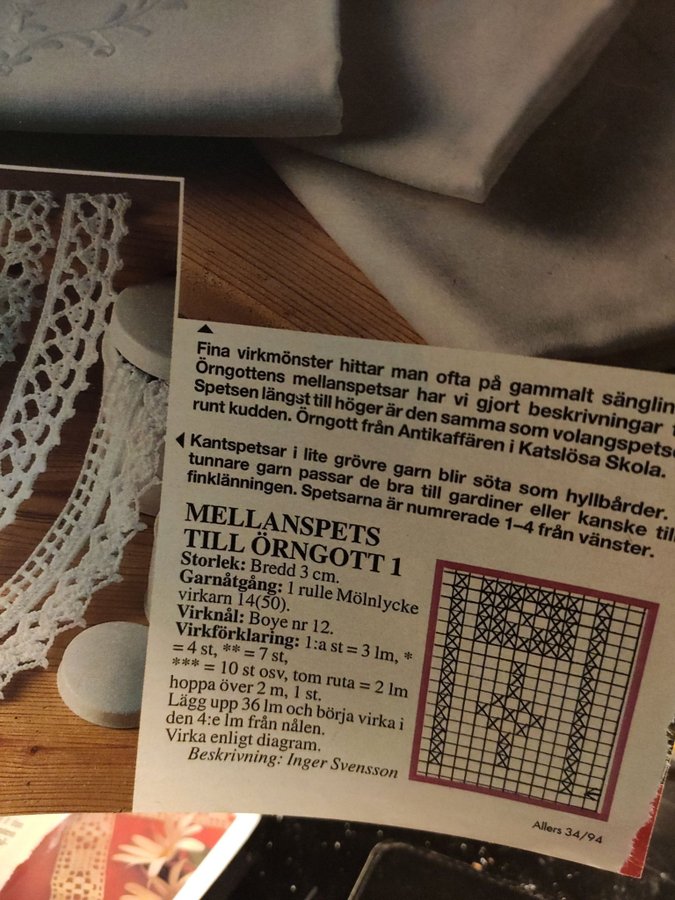 Fina virkmönster hittar man ofta på gammalt sänglin
Örngottens mellanspetsar har vi gjort beskrivningar
Spetsen längst till höger är den samma som volangspets
runt kudden. Örngott från Antikaffären i Katslösa Skola.
Kantspetsar i lite grövre garn blir söta som hyllbårder.
tunnare garn passar de bra till gardiner eller kanske til
finklänningen. Spetsarna är numrerade 1–4 från vänster.
MELLANSPETS
TILL ÖRNGOTT 1
Storlek: Bredd 3 cm.
Garnåtgång: 1 rulle Mölnlycke
virkarn 14(50).
Virknål: Boye nr 12.
Virkförklaring: 1:a st = 3 lm, *
= 4 st, ** = 7 st,
*** = 10 st osv, tom ruta = 2 lm
hoppa över 2 m, 1 st.
Lägg upp 36 lm och börja virka i
den 4:e lm från nålen.
Virka enligt diagram.
Beskrivning: Inger Svensson
Allers 34/94